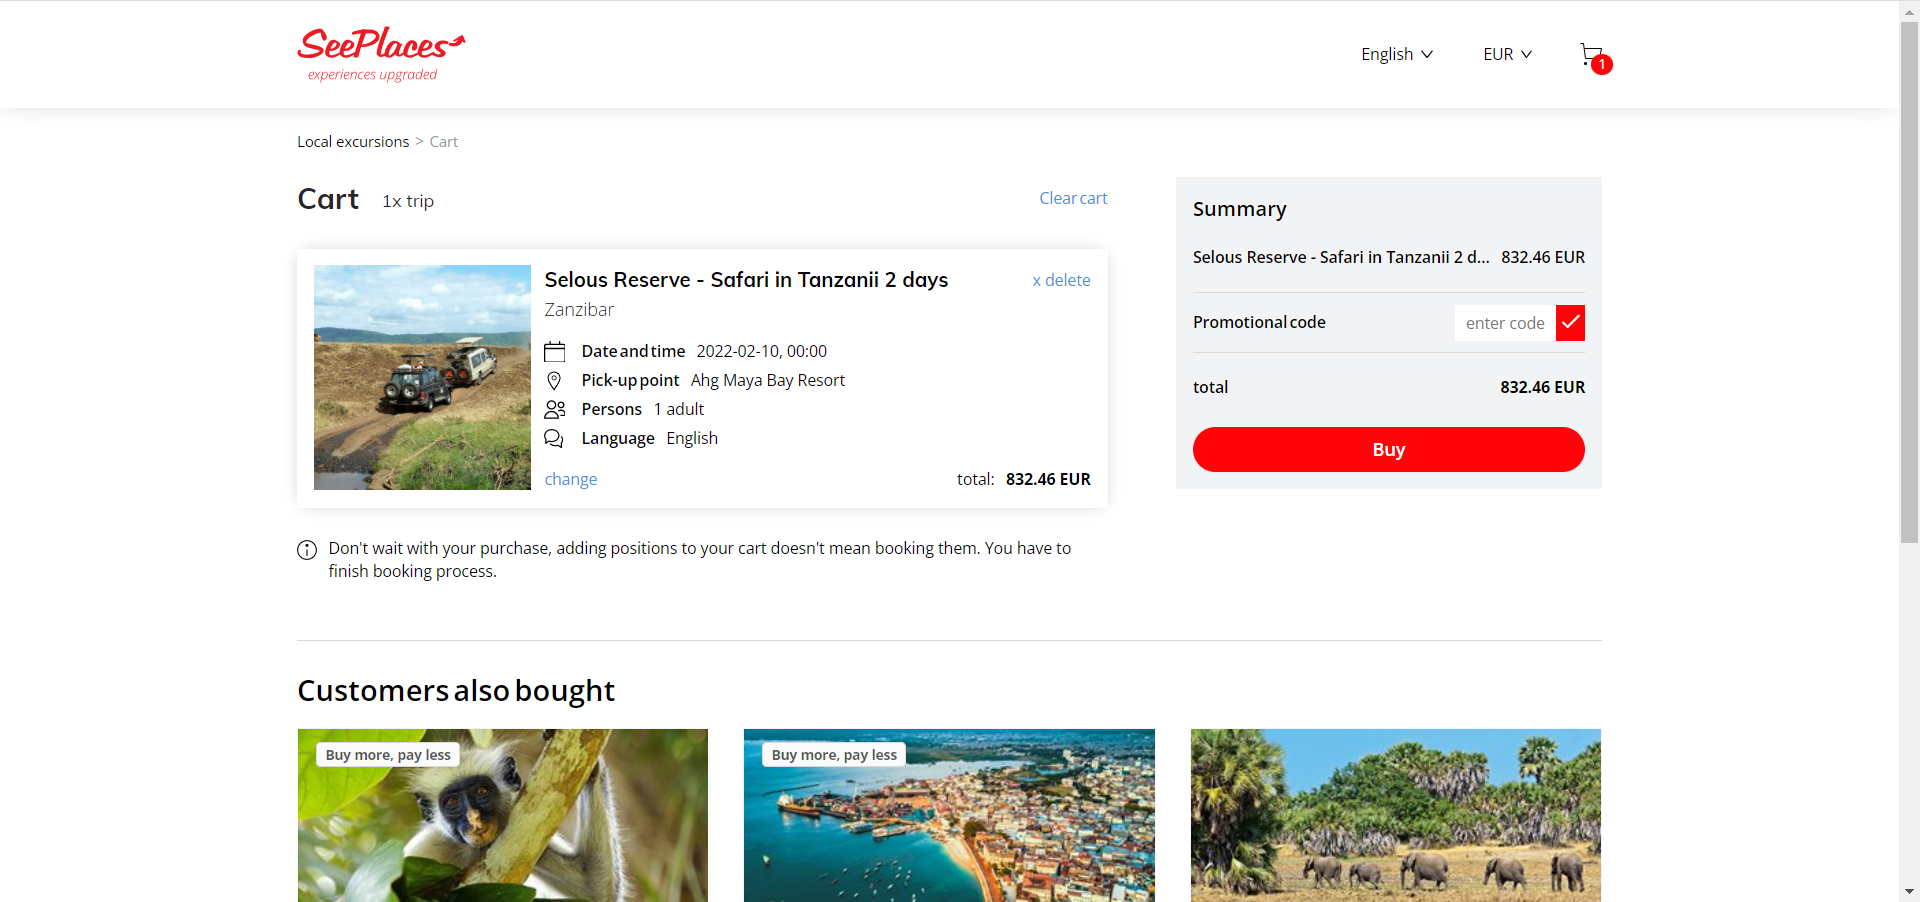 SeePlaces
experiences upgraded
English
EUR
1
Local excursions > Cart
Cart 1x trip
Clear cart
Selous Reserve - Safari in Tanzanii 2 days
x delete
Zanzibar
Date and time 2022-02-10, 00:00
Pick-up point Ahg Maya Bay Resort
Persons 1 adult
Language English
change
total: 832.46 EUR
Don't wait with your purchase, adding positions to your cart doesn't mean booking them. You have to
finish booking process.
Summary
Selous Reserve - Safari in Tanzanii 2 d... 832.46 EUR
Promotional code
enter code
total 832.46 EUR
Buy
Customers also bought
Buy more, pay less
Buy more, pay less